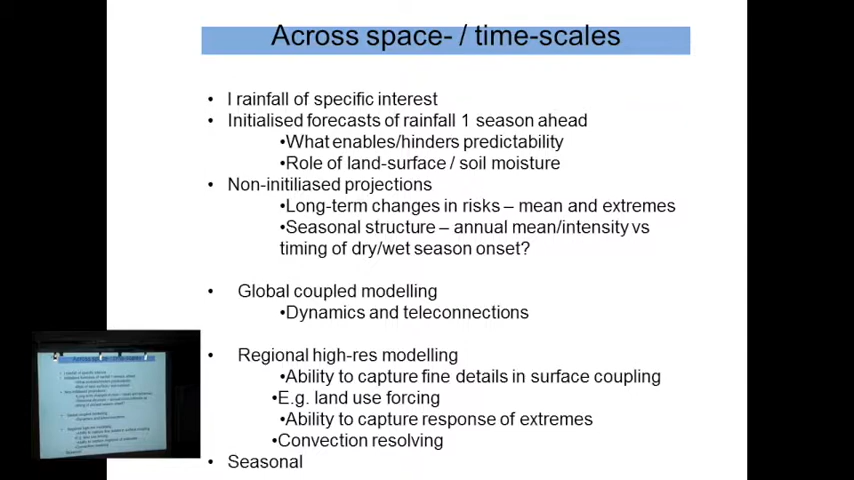 Across space- / time-scales
• I rainfall of specific interest
• Initialised forecasts of rainfall 1 season ahead
•What enables/hinders predictability
•Role of land-surface / soil moisture
• Non-initiliased projections
•Long-term changes in risks – mean and extremes
•Seasonal structure – annual mean/intensity vs
timing of dry/wet season onset?
• Global coupled modelling
•Dynamics and teleconnections
• Regional high-res modelling
•Ability to capture fine details in surface coupling
•E.g. land use forcing
•Ability to capture response of extremes
•Convection resolving
• Seasonal